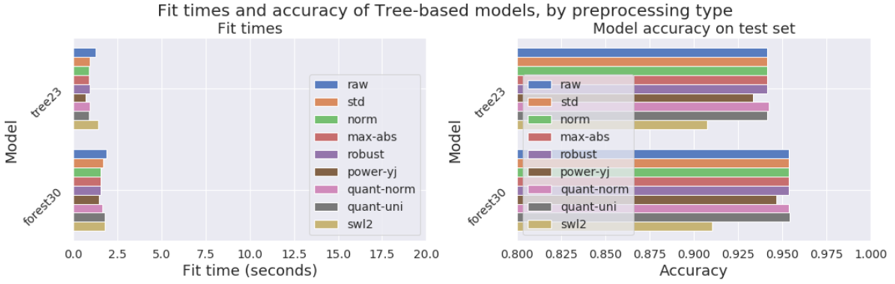 Fit times and accuracy of Tree-based models, by preprocessing type
Fit times
Model
tree23
forest30
raw
std
norm
max-abs
robust
power-yj
quant-norm
quant-uni
swl2
0.0 2.5 5.0 7.5 10.0 12.5 15.0 17.5 20.0
Fit time (seconds)
Model accuracy on test set
Model
tree23
forest30
raw
std
norm
max-abs
robust
power-yj
quant-norm
quant-uni
swl2
0.800 0.825 0.850 0.875 0.900 0.925 0.950 0.975 1.000
Accuracy